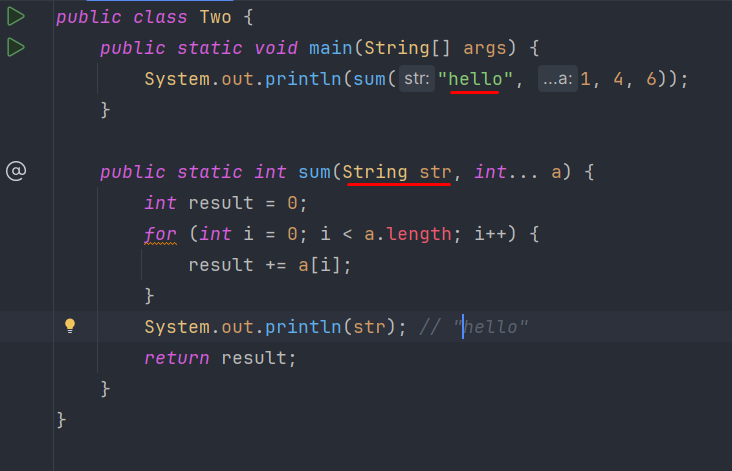 public class Two {
public static void main(String[] args) {
System.out.println(sum( str: "hello", ...a: 1, 4, 6));
}
@
public static int sum(String str, int... a) {
int result = 0;
for (int i = 0; i < a.length; i++) {
result += a[i];
}
System.out.println(str); // "hello"
return result;
}
}